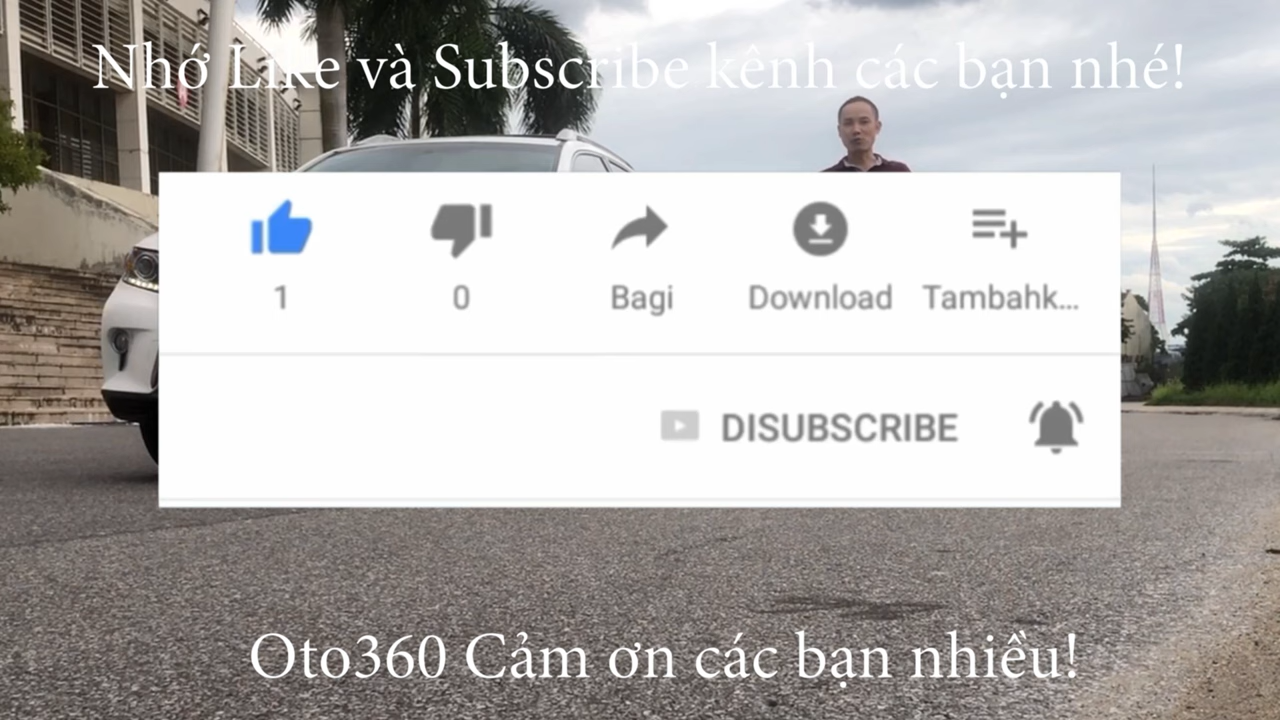 Nhớ Like và Subscribe kênh các bạn nhé!
1 0 Bagi Download Tambahk...
DISUBSCRIBE
Oto360 Cảm ơn các bạn nhiều!